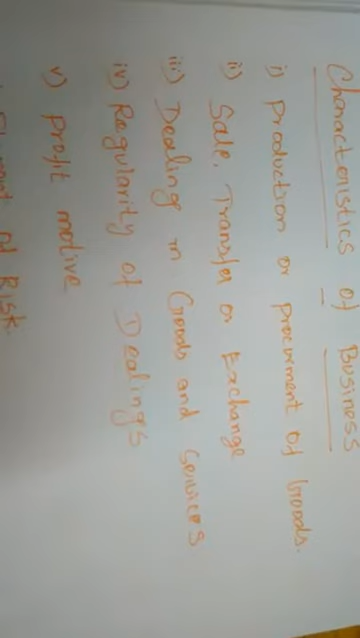 Characteristics of Business
i) Production or procurement of Goods.
ii) Sale, Transfer or Exchange
iii) Dealing in Goods and Services
iv) Regularity of Dealings
v) Profit motive
of Risk